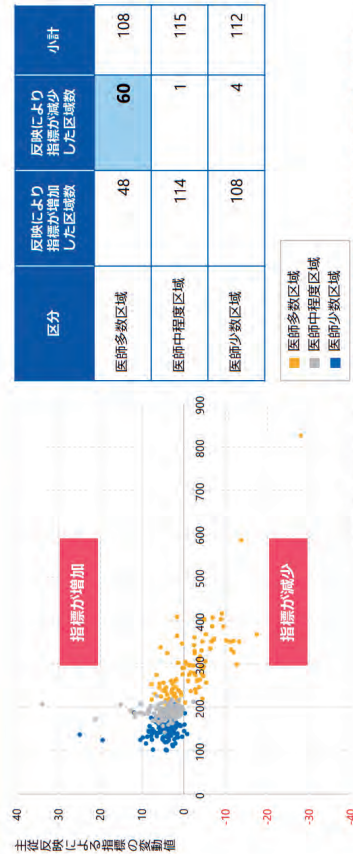 主従反映による指標の変動値
40
30
20
10
0
-10
-20
-30
-40
0 100 200 300 400 500 600 700 800 900
指標が増加
指標が減少
区分 反映により指標が増加した区域数 反映により指標が減少した区域数 小計
医師多数区域 48 60 108
医師中程度区域 114 1 115
医師少数区域 108 4 112
医師多数区域
医師中程度区域
医師少数区域